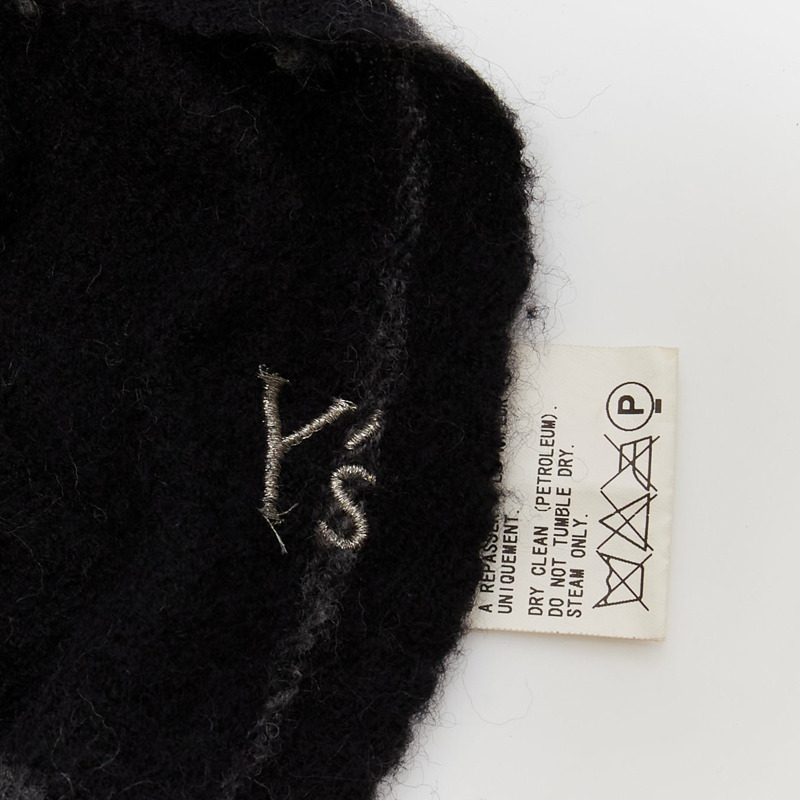 Y's
A REPASSER
UNIQUEMENT.
DRY CLEAN (PETROLEUM).
DO NOT TUMBLE DRY.
STEAM ONLY.
P